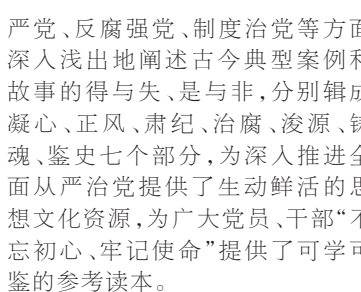 严党、反腐强党、制度治党等方面
深入浅出地阐述古今典型案例和
故事的得与失、是与非,分别辑成
凝心、正风、肃纪、治腐、浚源、铸
魂、鉴史七个部分,为深入推进全
面从严治党提供了生动鲜活的思
想文化资源,为广大党员、干部“不
忘初心、牢记使命”提供了可学可
鉴的参考读本。